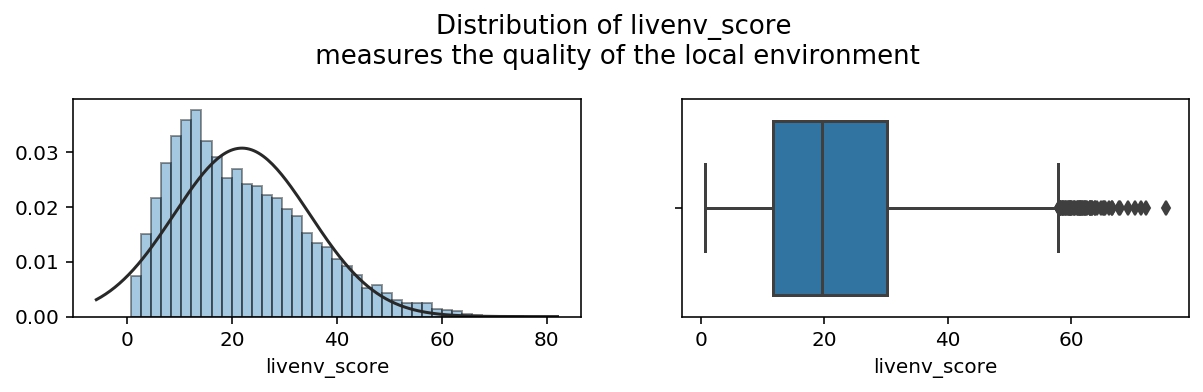 Distribution of livenv_score
measures the quality of the local environment
0.03
0.02
0.01
0.00
0 20 40 60 80
livenv_score
0 20 40 60
livenv_score